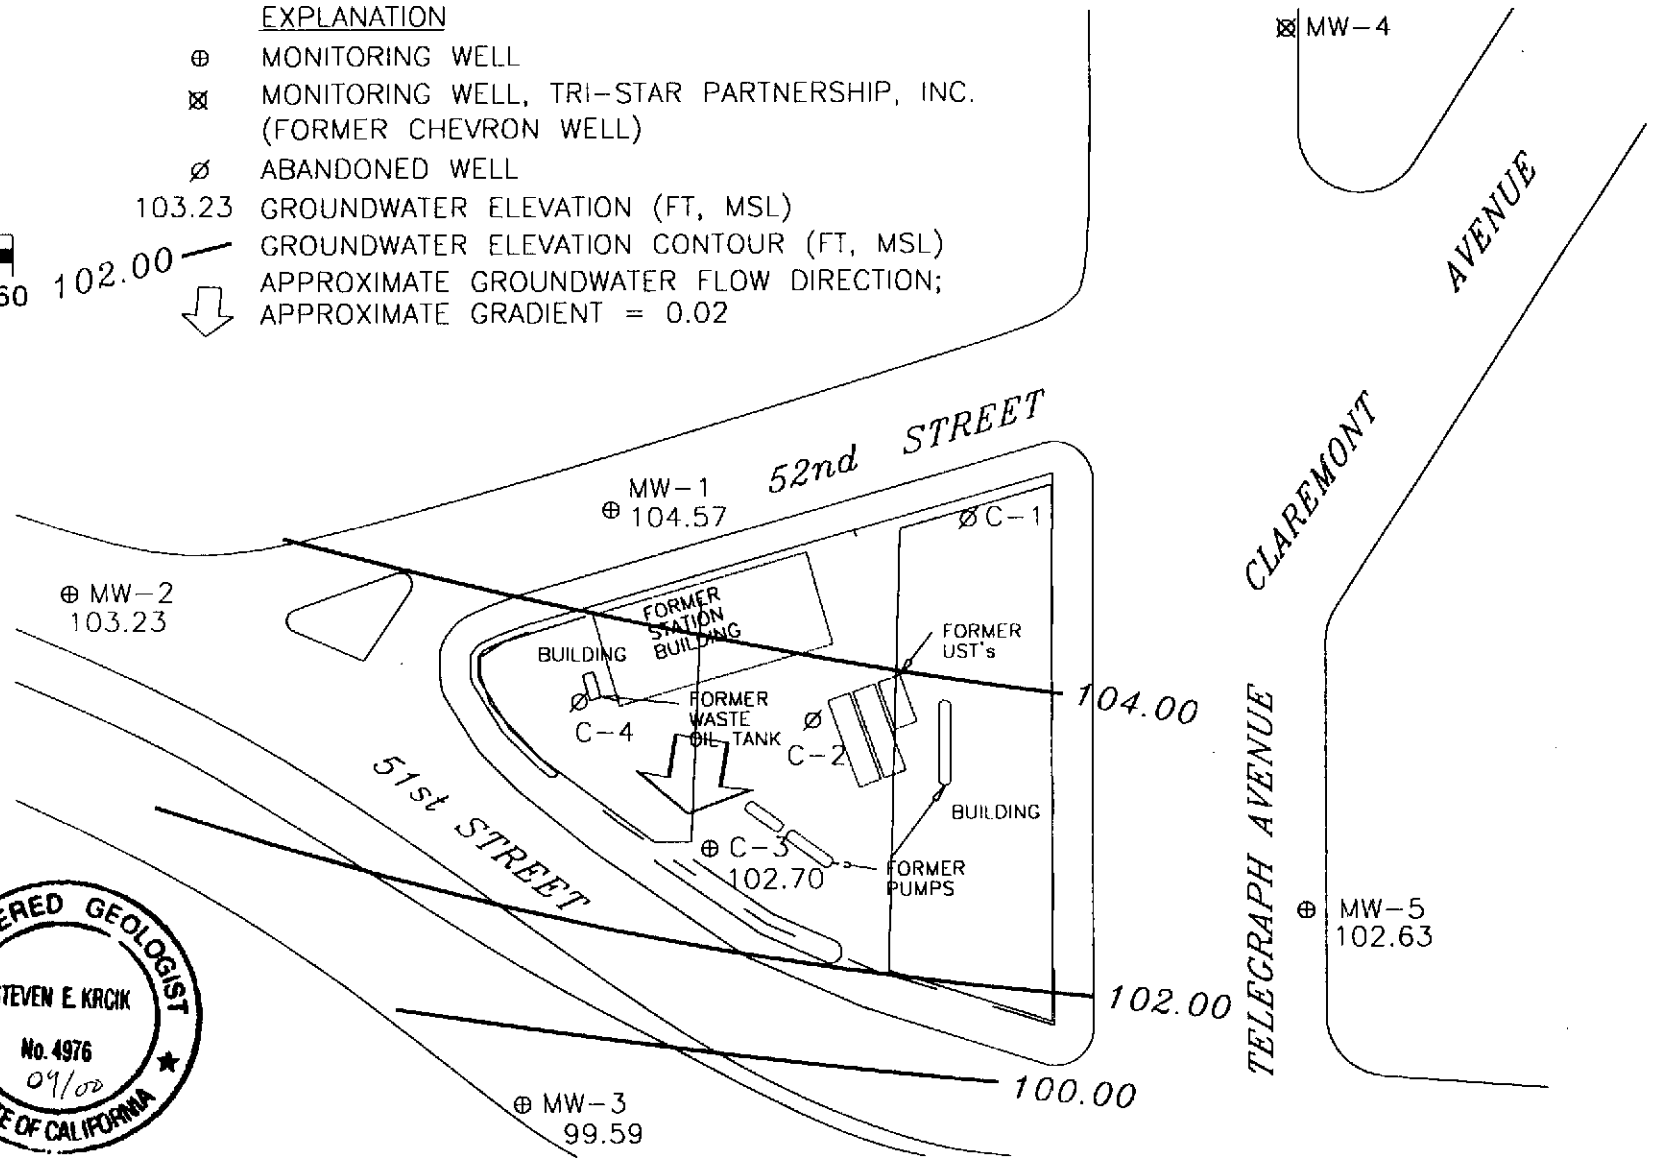 EXPLANATION
MONITORING WELL
MONITORING WELL, TRI-STAR PARTNERSHIP, INC.
(FORMER CHEVRON WELL)
ABANDONED WELL
103.23 GROUNDWATER ELEVATION (FT, MSL)
102.00 GROUNDWATER ELEVATION CONTOUR (FT, MSL)
60
APPROXIMATE GROUNDWATER FLOW DIRECTION;
APPROXIMATE GRADIENT = 0.02
MW-4
CLAREMONT AVENUE
52nd STREET
MW-1
104.57
C-1
MW-2
103.23
FORMER
STATION
BUILDING
BUILDING
FORMER
UST's
C-4
FORMER
WASTE
OIL TANK
C-2
104.00
51st STREET
BUILDING
C-3
102.70
FORMER
PUMPS
TELEGRAPH AVENUE
MW-5
102.63
102.00
100.00
MW-3
99.59
ERED GEOLOGIST
TEVEN E. KRCIK
No. 4976
09/00
TE OF CALIFORNIA